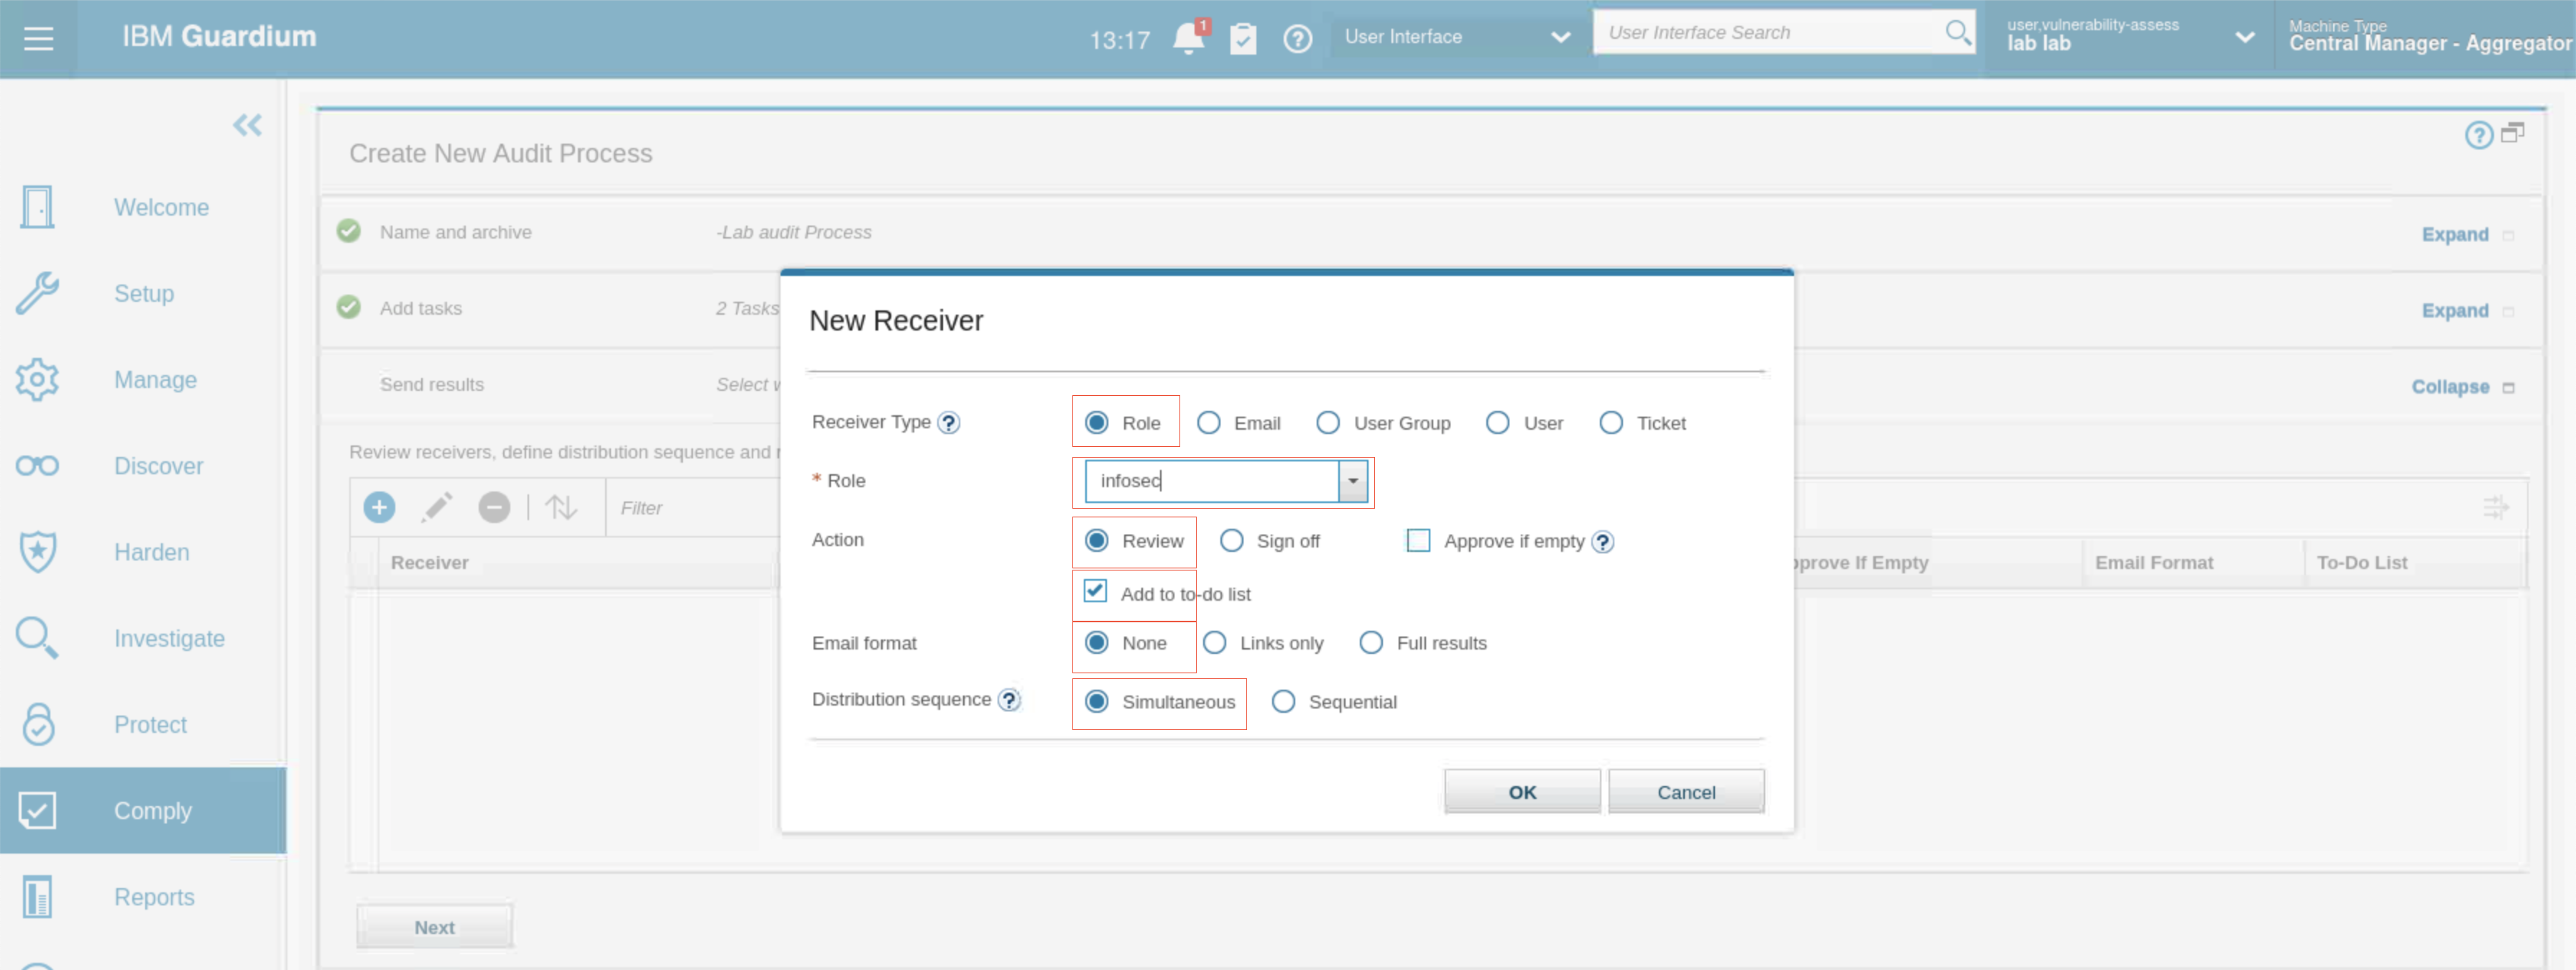 IBM Guardium
13:17
1
User Interface
User Interface Search
user,vulnerability-assess
lab lab
Machine Type
Central Manager - Aggregator
Welcome
Setup
Manage
Discover
Harden
Investigate
Protect
Comply
Reports
Create New Audit Process
Name and archive -Lab audit Process Expand
Add tasks 2 Tasks Expand
Send results Select Collapse
Review receivers, define distribution sequence and
Filter
Receiver
If Empty Email Format To-Do List
Next
New Receiver
Receiver Type ? Role Email User Group User Ticket
* Role infosec
Action Review Sign off Approve if empty ?
Add to to-do list
Email format None Links only Full results
Distribution sequence ? Simultaneous Sequential
OK Cancel